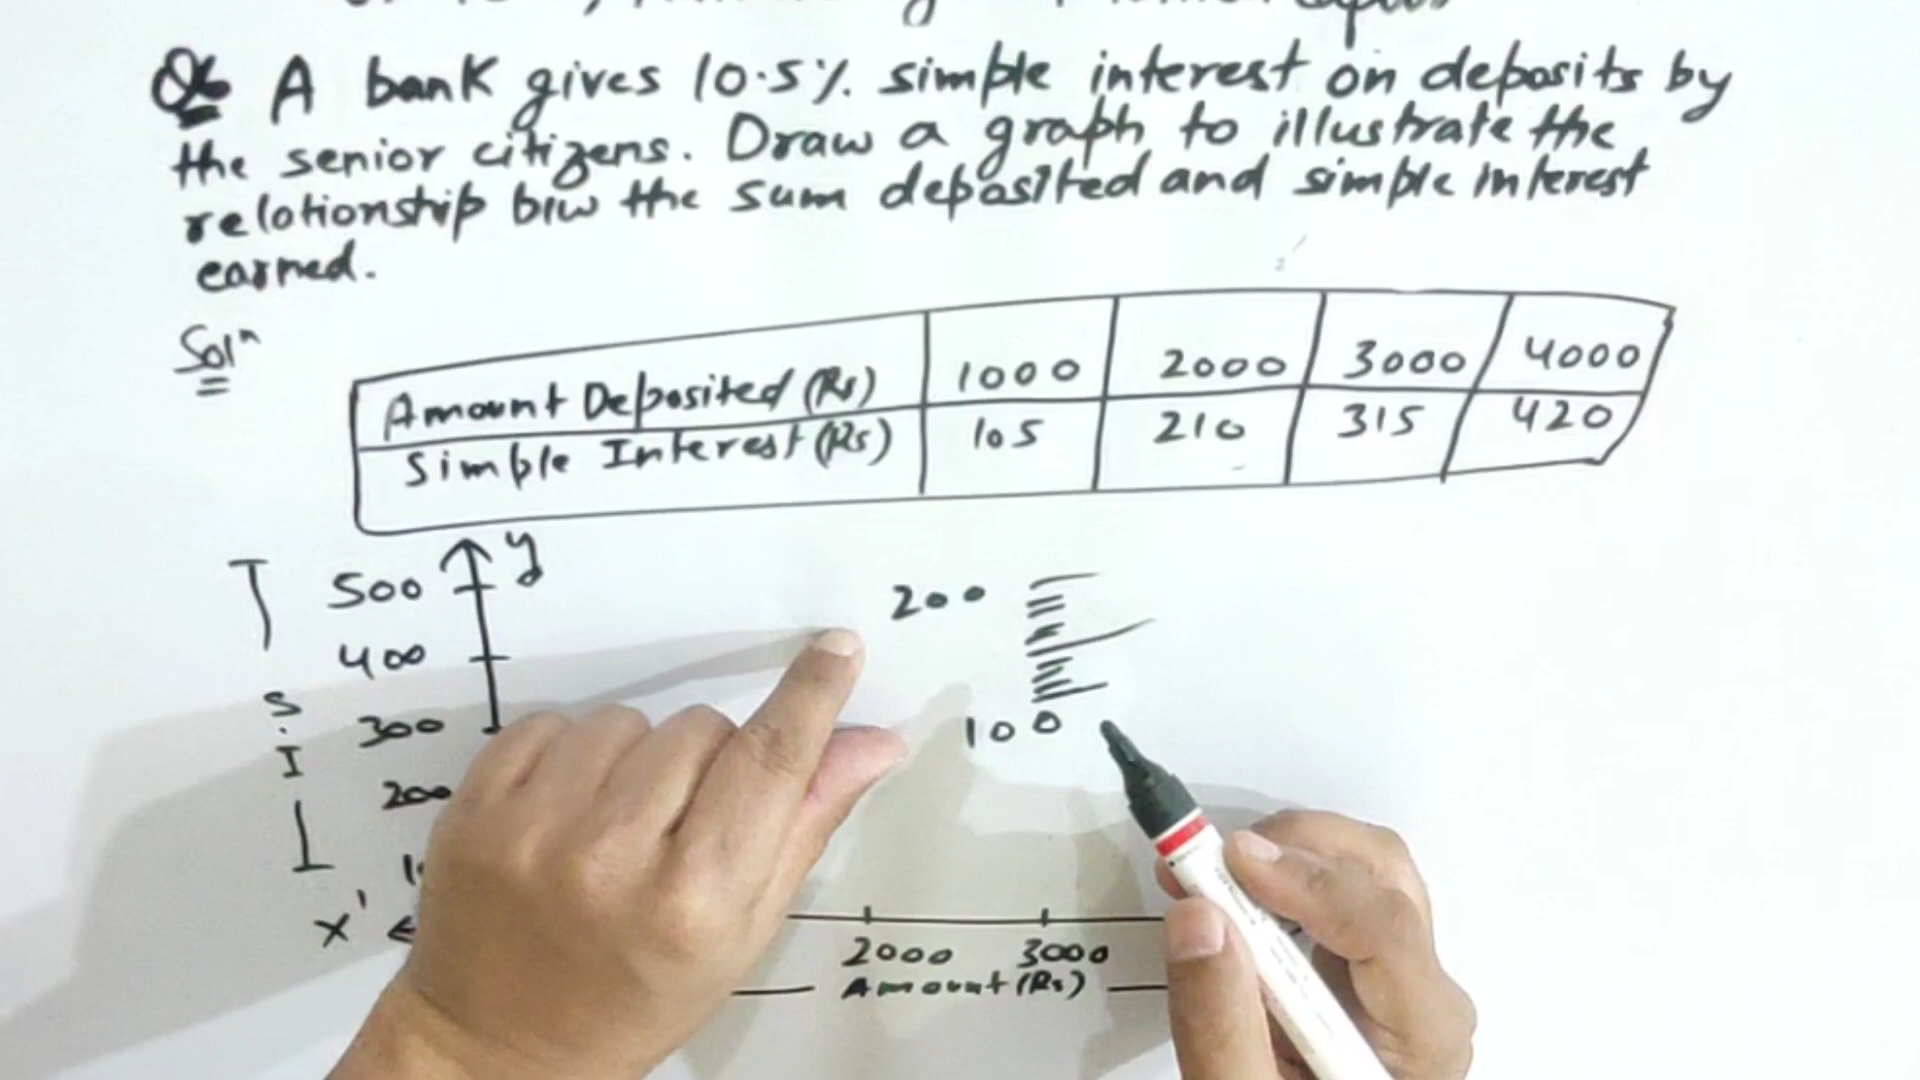 Q6 A bank gives 10.5% simple interest on deposits by
the senior citizens. Draw a graph to illustrate the
relationship b/w the sum deposited and simple interest
earned.
Solⁿ
Amount Deposited (Rs) 1000 2000 3000 4000
Simple Interest (Rs) 105 210 315 420
y
500
400
S.I
300
200
200
100
x'
2000 3000
Amount (Rs)